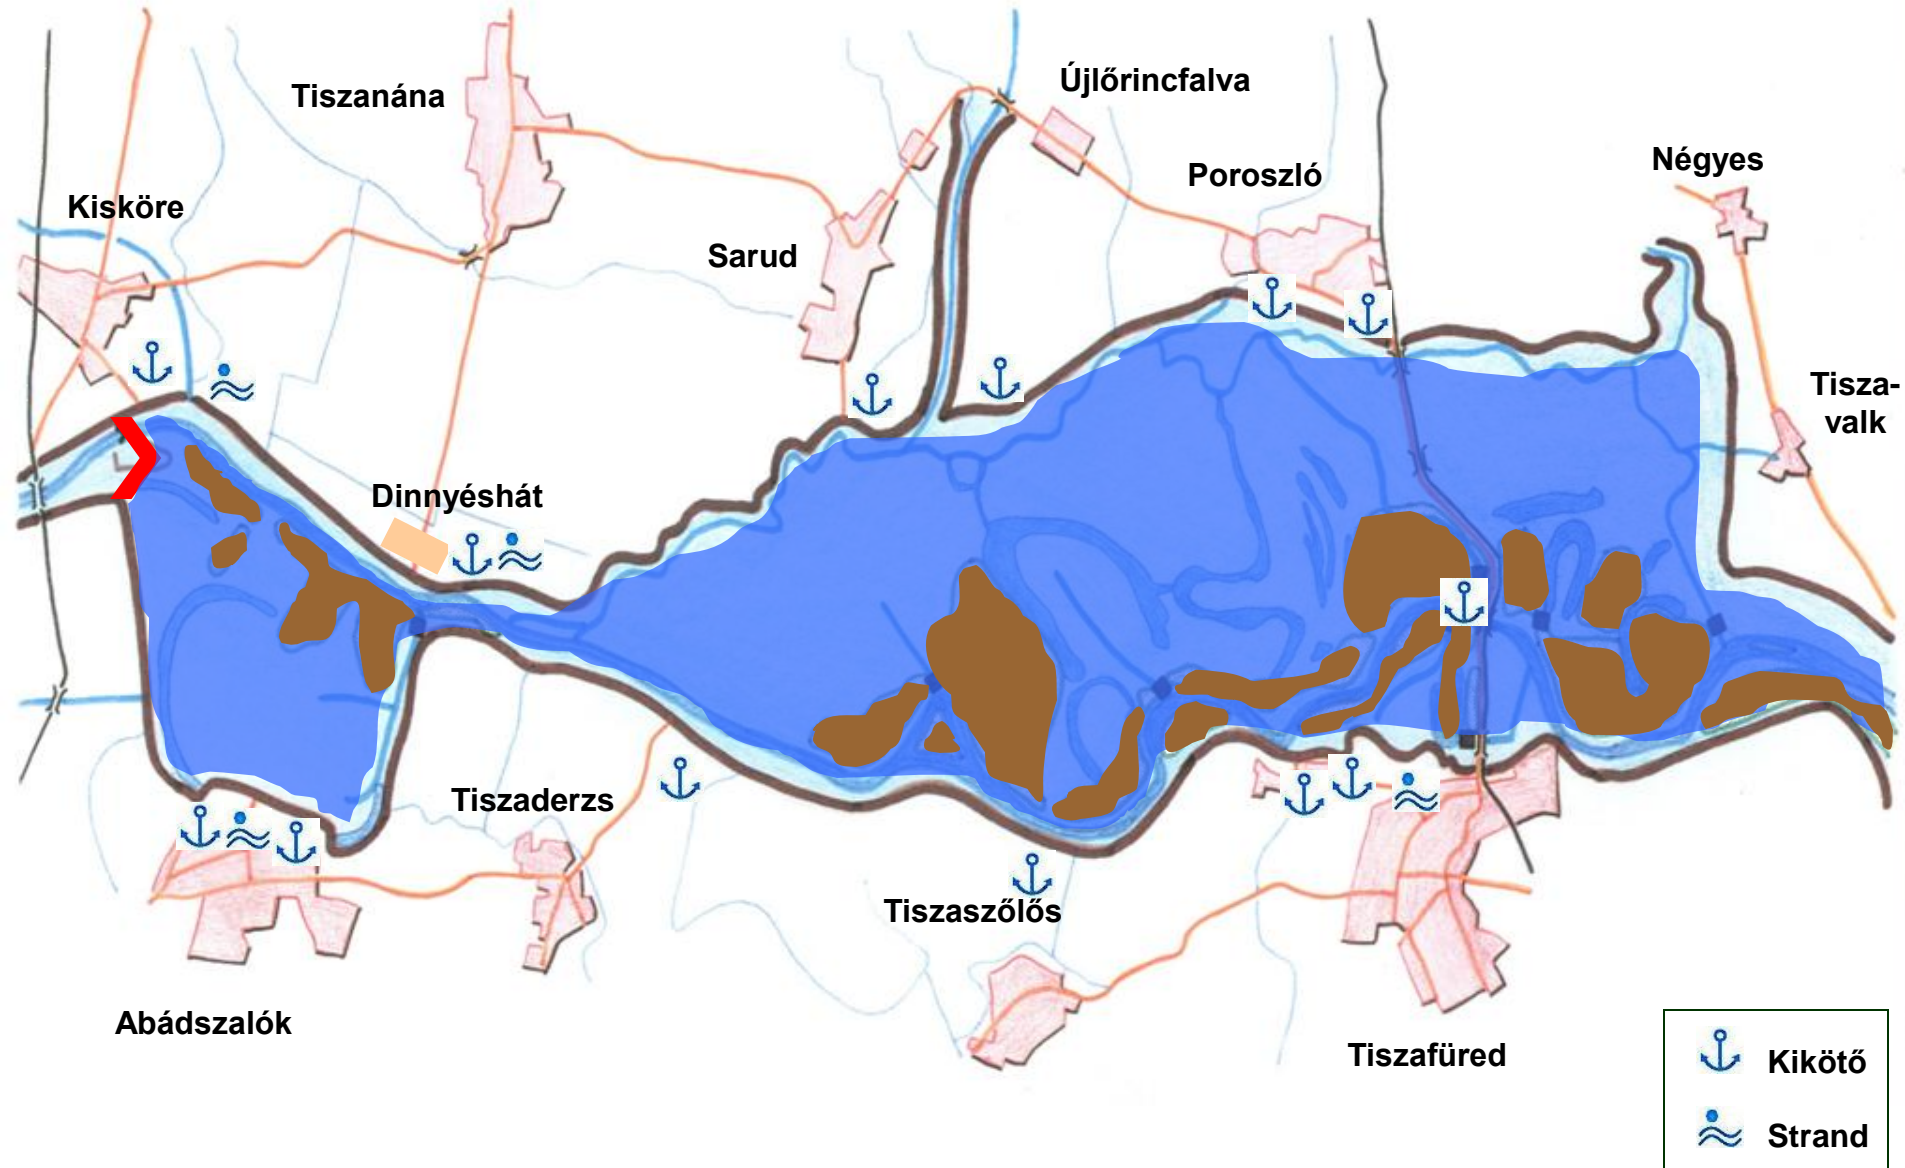 Tiszanána
Újlőrincfalva
Négyes
Poroszló
Kisköre
Sarud
Tisza-
valk
Dinnyéshát
Tiszaderzs
Tiszaszőlős
Abádszalók
Tiszafüred
Kikötő
Strand